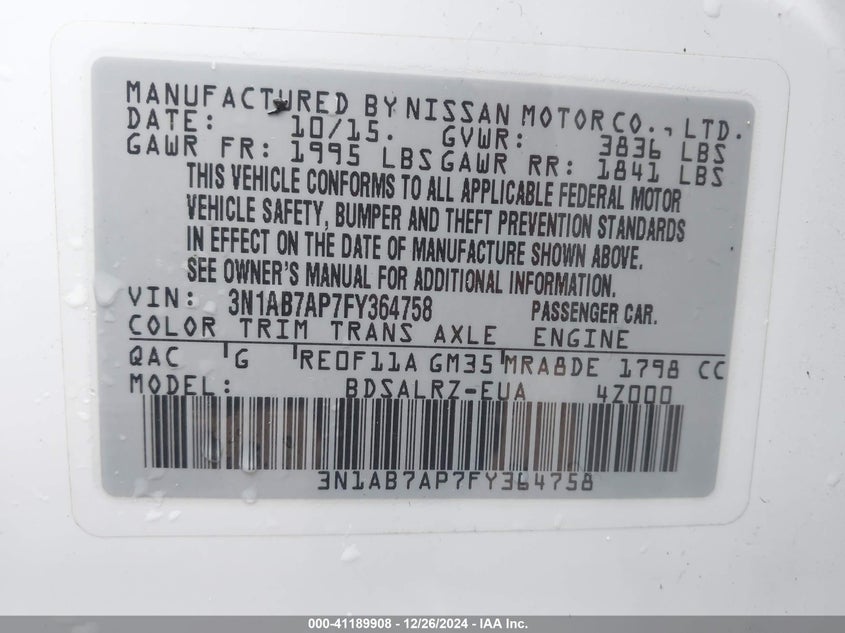 MANUFACTURED BY NISSAN MOTOR CO., LTD.
DATE: 10/15. GVWR: 3836 LBS
GAWR FR: 1995 LBS GAWR RR: 1841 LBS
THIS VEHICLE CONFORMS TO ALL APPLICABLE FEDERAL MOTOR
VEHICLE SAFETY, BUMPER AND THEFT PREVENTION STANDARDS
IN EFFECT ON THE DATE OF MANUFACTURE SHOWN ABOVE.
SEE OWNER'S MANUAL FOR ADDITIONAL INFORMATION.
VIN: 3N1AB7AP7FY364758 PASSENGER CAR.
COLOR TRIM TRANS AXLE ENGINE
QAC G RE0F11A GM35 MRA8DE 1798 CC
MODEL: BDSALRZ-EUA 4Z000
3N1AB7AP7FY364758
000-41189908 - 12/26/2024 - IAA Inc.